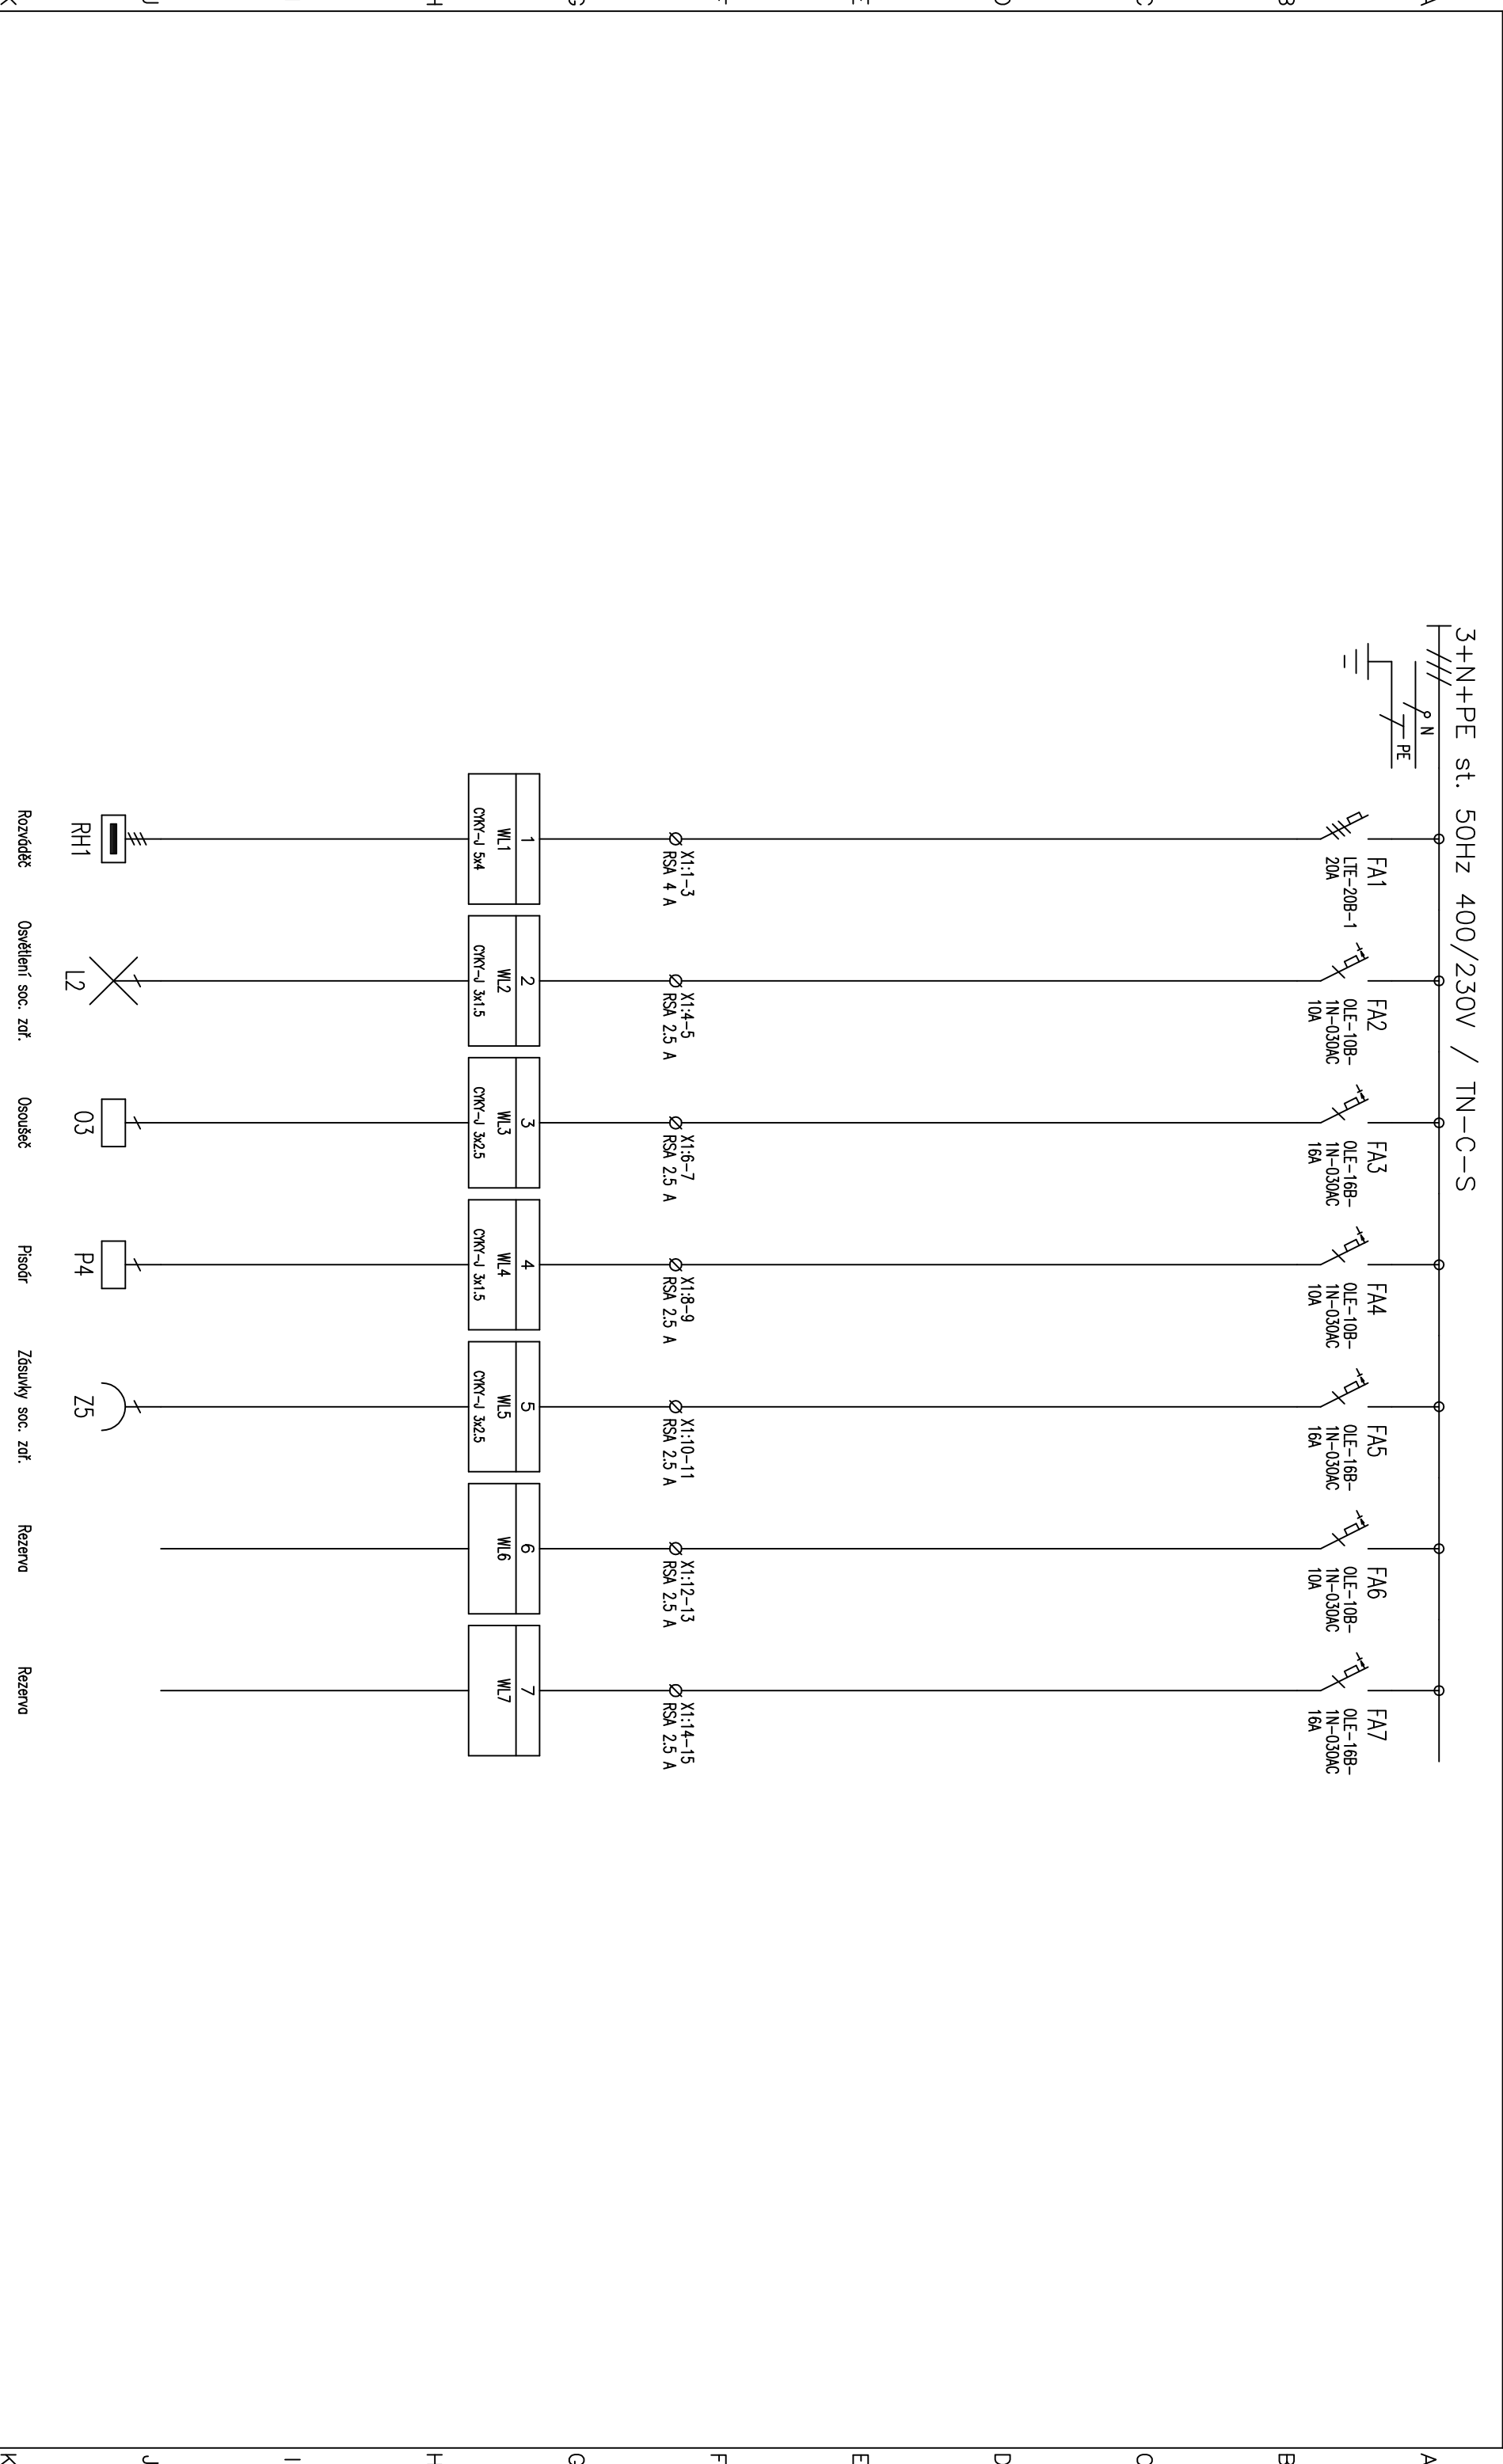 3+N+PE st. 50Hz 400/230V / TN-C-S
N
PE
FA1
LTE-20B-1
20A
FA2
OLE-10B-
1N-030AC
10A
FA3
OLE-16B-
1N-030AC
16A
FA4
OLE-10B-
1N-030AC
10A
FA5
OLE-16B-
1N-030AC
16A
FA6
OLE-10B-
1N-030AC
10A
FA7
OLE-16B-
1N-030AC
16A
X1:1-3
RSA 4 A
X1:4-5
RSA 2.5 A
X1:6-7
RSA 2.5 A
X1:8-9
RSA 2.5 A
X1:10-11
RSA 2.5 A
X1:12-13
RSA 2.5 A
X1:14-15
RSA 2.5 A
1
WL1
CYKY-J 5x4
2
WL2
CYKY-J 3x1.5
3
WL3
CYKY-J 3x2.5
4
WL4
CYKY-J 3x1.5
5
WL5
CYKY-J 3x2.5
6
WL6
7
WL7
RH1
L2
O3
P4
Z5
Rozváděč
Osvětlení soc. zař.
Osoušeč
Pisoár
Zásuvky soc. zař.
Rezerva
Rezerva
A
B
C
D
E
F
G
H
I
J
K
A
B
C
D
E
F
G
H
I
J
K